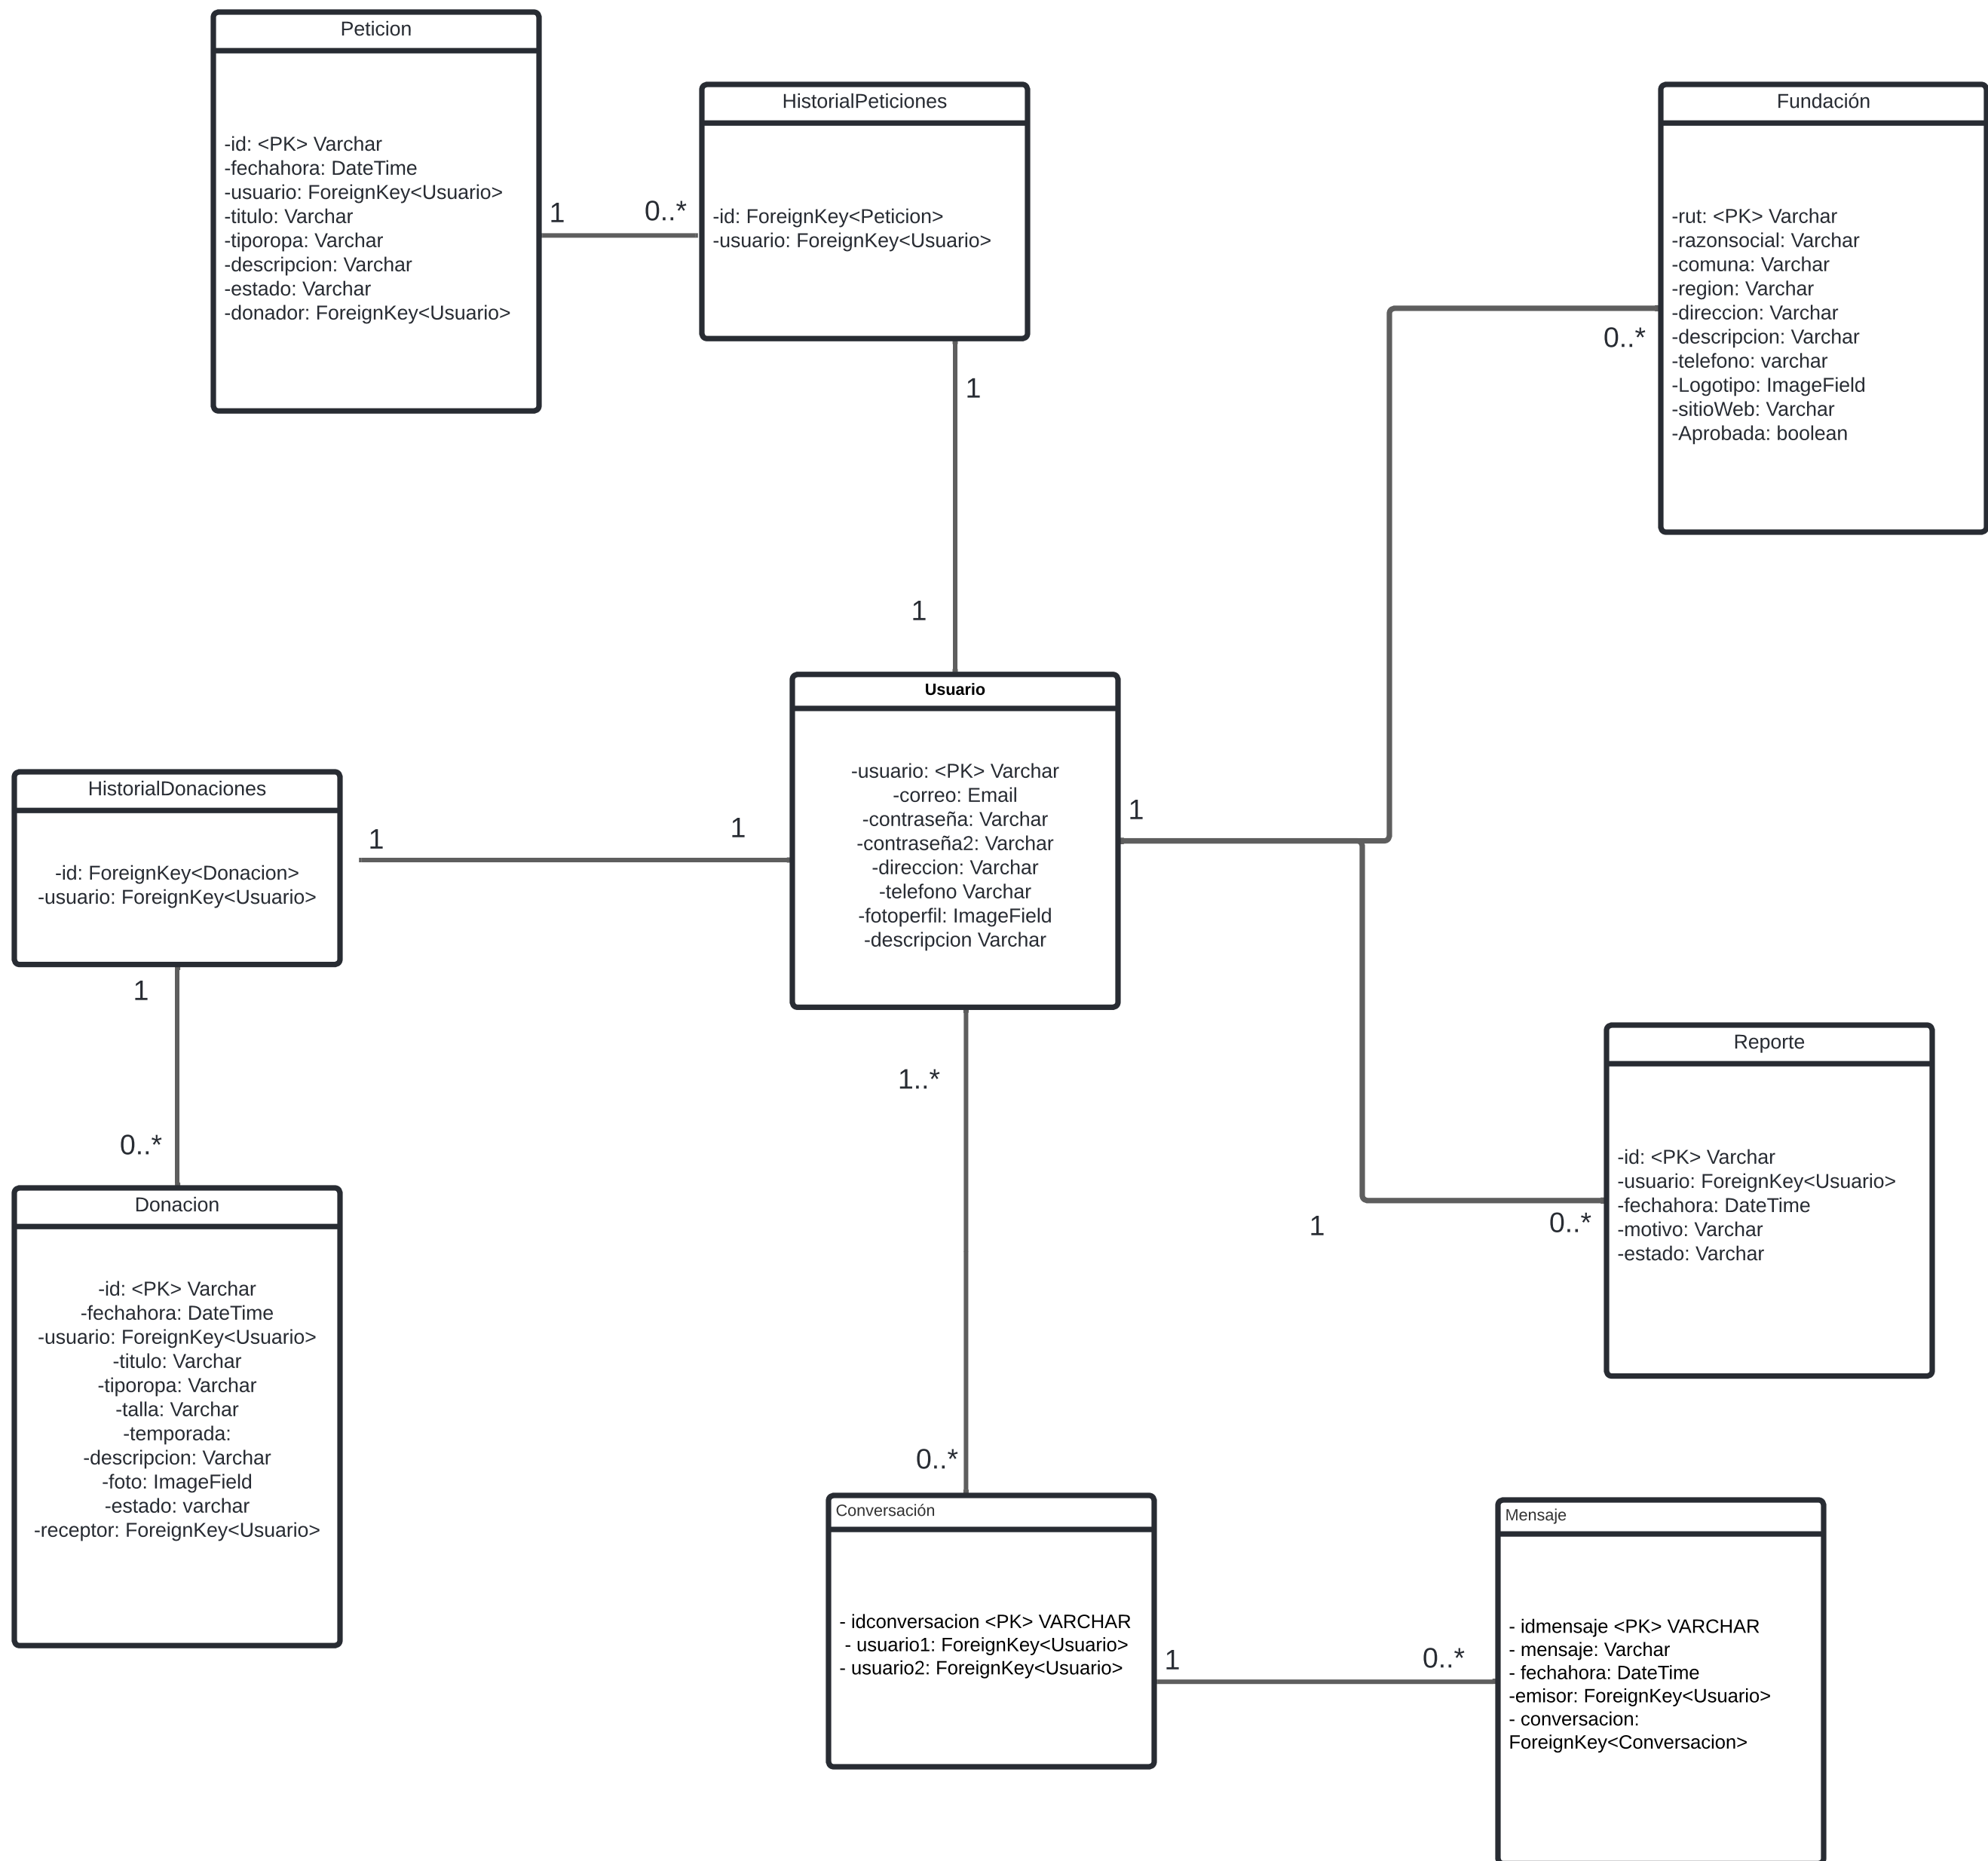 Peticion
-id: <PK> Varchar
-fechahora: DateTime
-usuario: ForeignKey<Usuario>
-titulo: Varchar
-tiporopa: Varchar
-descripcion: Varchar
-estado: Varchar
-donador: ForeignKey<Usuario>
1
0..*
HistorialPeticiones
-id: ForeignKey<Peticion>
-usuario: ForeignKey<Usuario>
1
1
Fundación
-rut: <PK> Varchar
-razonsocial: Varchar
-comuna: Varchar
-region: Varchar
-direccion: Varchar
-descripcion: Varchar
-telefono: varchar
-Logotipo: ImageField
-sitioWeb: Varchar
-Aprobada: boolean
0..*
Usuario
-usuario: <PK> Varchar
-correo: Email
-contraseña: Varchar
-contraseña2: Varchar
-direccion: Varchar
-telefono Varchar
-fotoperfil: ImageField
-descripcion Varchar
1
HistorialDonaciones
-id: ForeignKey<Donacion>
-usuario: ForeignKey<Usuario>
1
1
1
0..*
Donacion
-id: <PK> Varchar
-fechahora: DateTime
-usuario: ForeignKey<Usuario>
-titulo: Varchar
-tiporopa: Varchar
-talla: Varchar
-temporada:
-descripcion: Varchar
-foto: ImageField
-estado: varchar
-receptor: ForeignKey<Usuario>
1..*
0..*
Reporte
-id: <PK> Varchar
-usuario: ForeignKey<Usuario>
-fechahora: DateTime
-motivo: Varchar
-estado: Varchar
1
0..*
Conversación
- idconversacion <PK> VARCHAR
- usuario1: ForeignKey<Usuario>
- usuario2: ForeignKey<Usuario>
1
0..*
Mensaje
- idmensaje <PK> VARCHAR
- mensaje: Varchar
- fechahora: DateTime
-emisor: ForeignKey<Usuario>
- conversacion:
ForeignKey<Conversacion>